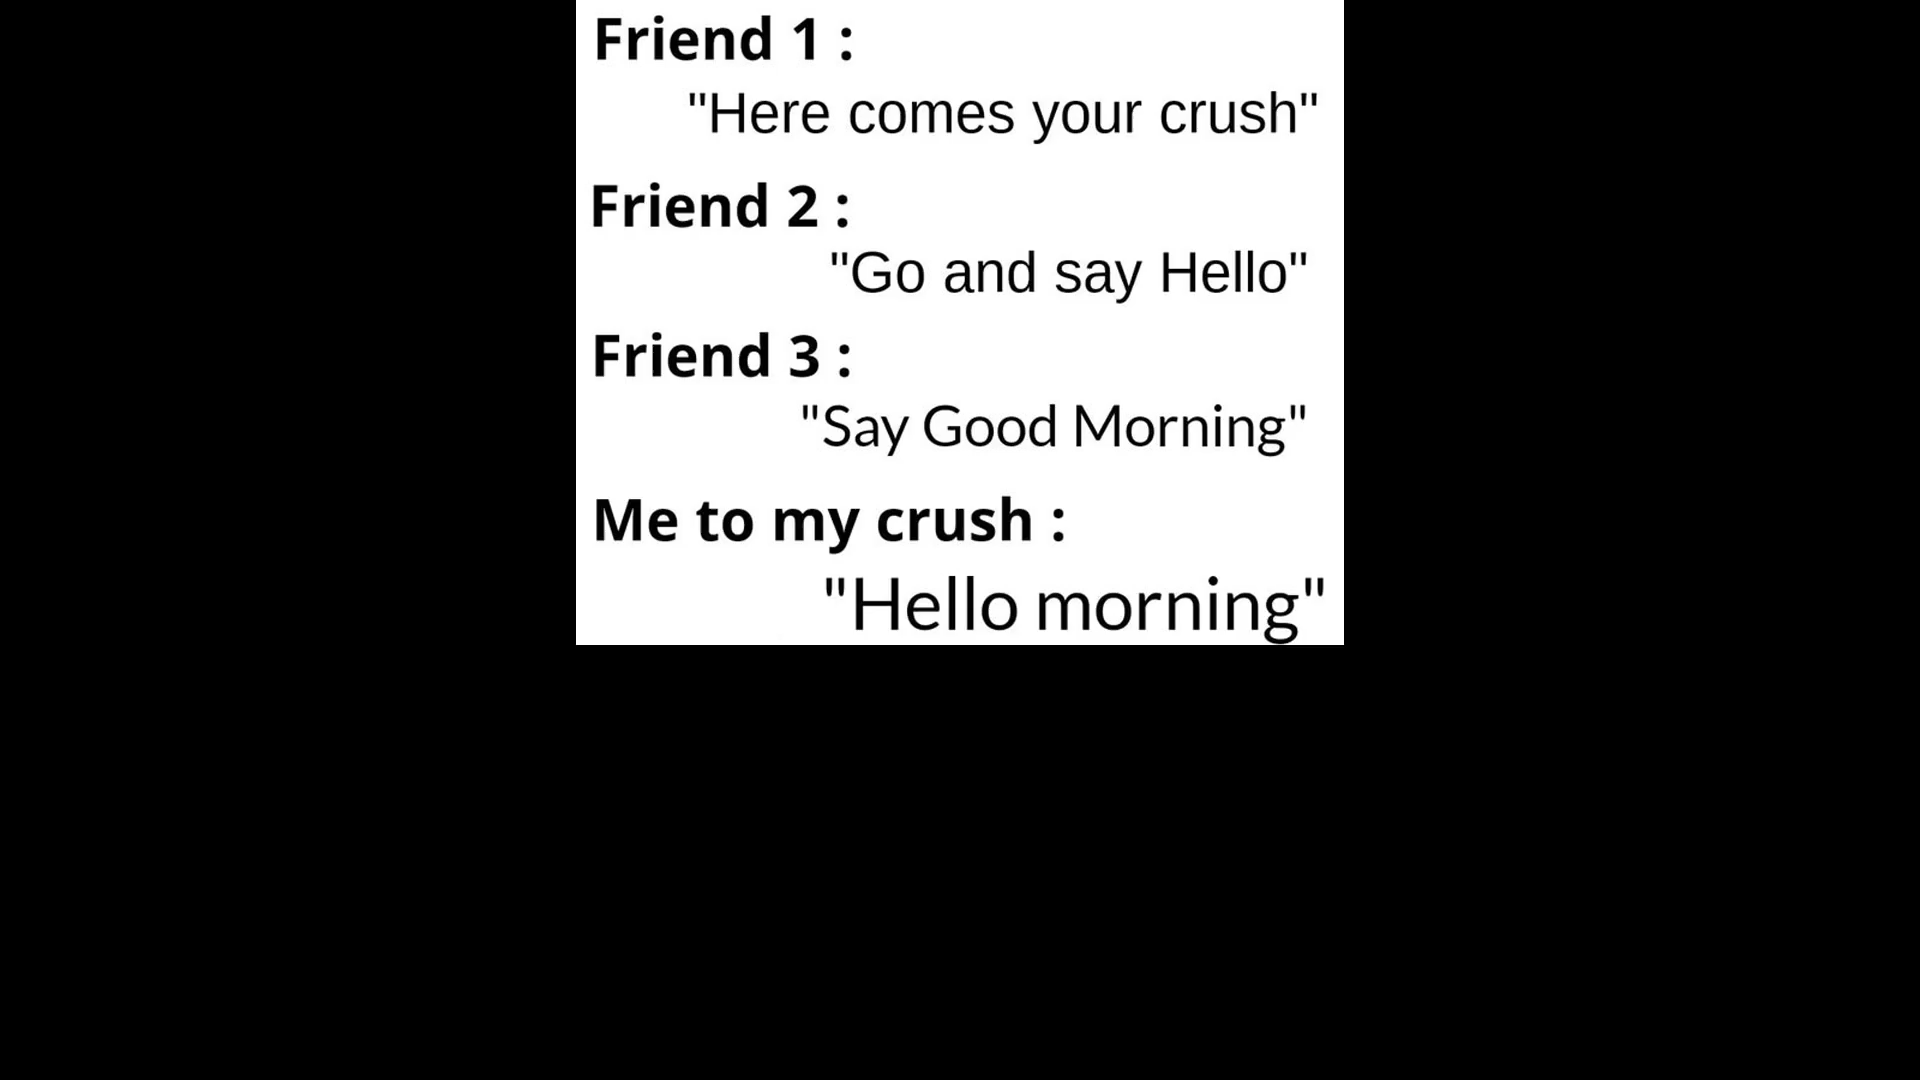 Friend 1 :
"Here comes your crush"
Friend 2 :
"Go and say Hello"
Friend 3 :
"Say Good Morning"
Me to my crush :
"Hello morning"